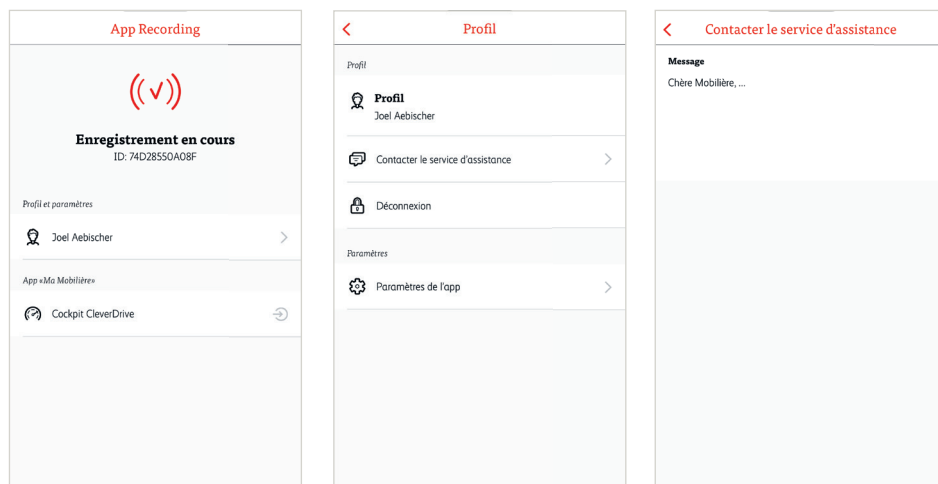 App Recording
Enregistrement en cours
ID: 74D28550A08F
Profil et paramètres
Joel Aebischer
App «Ma Mobilière»
Cockpit CleverDrive
Profil
Profil
Profil
Joel Aebischer
Contacter le service d'assistance
Déconnexion
Paramètres
Paramètres de l'app
Contacter le service d'assistance
Message
Chère Mobilière, ...